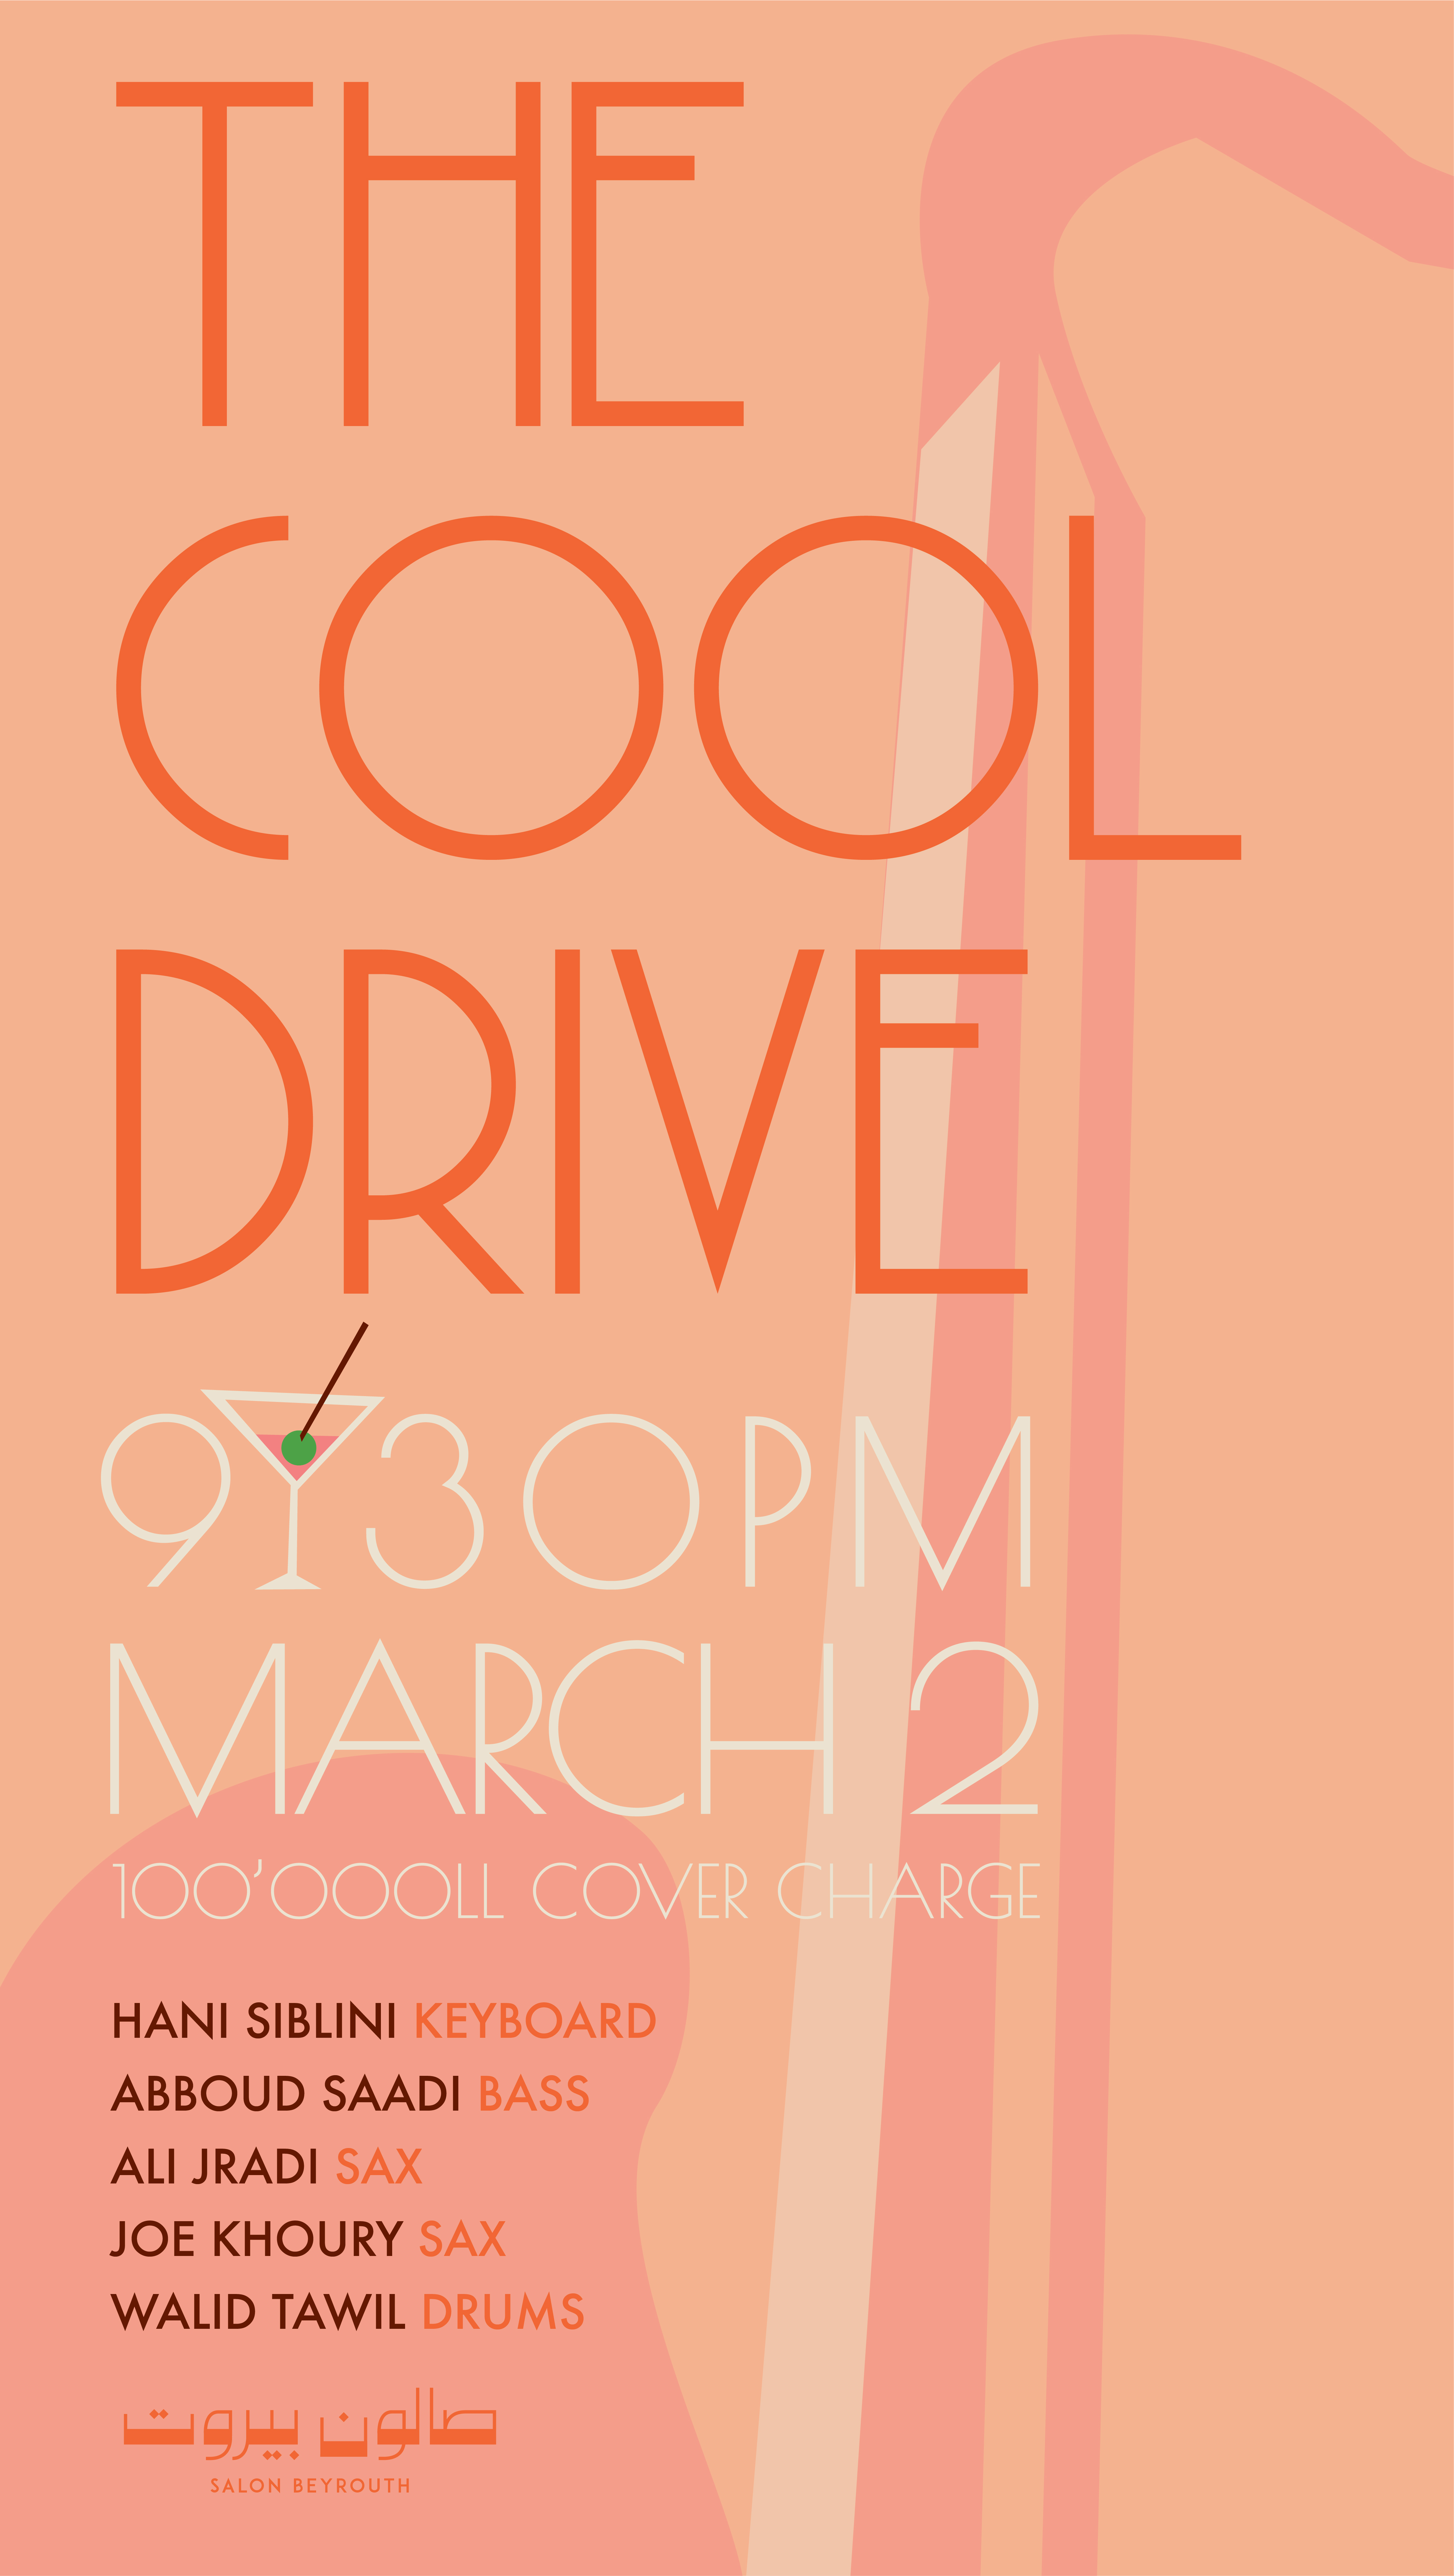 THE
COOL
DRIVE
9 30PM
MARCH 2
100'000LL COVER CHARGE
HANI SIBLINI KEYBOARD
ABBOUD SAADI BASS
ALI JRADI SAX
JOE KHOURY SAX
WALID TAWIL DRUMS
صالون بيروت
SALON BEYROUTH